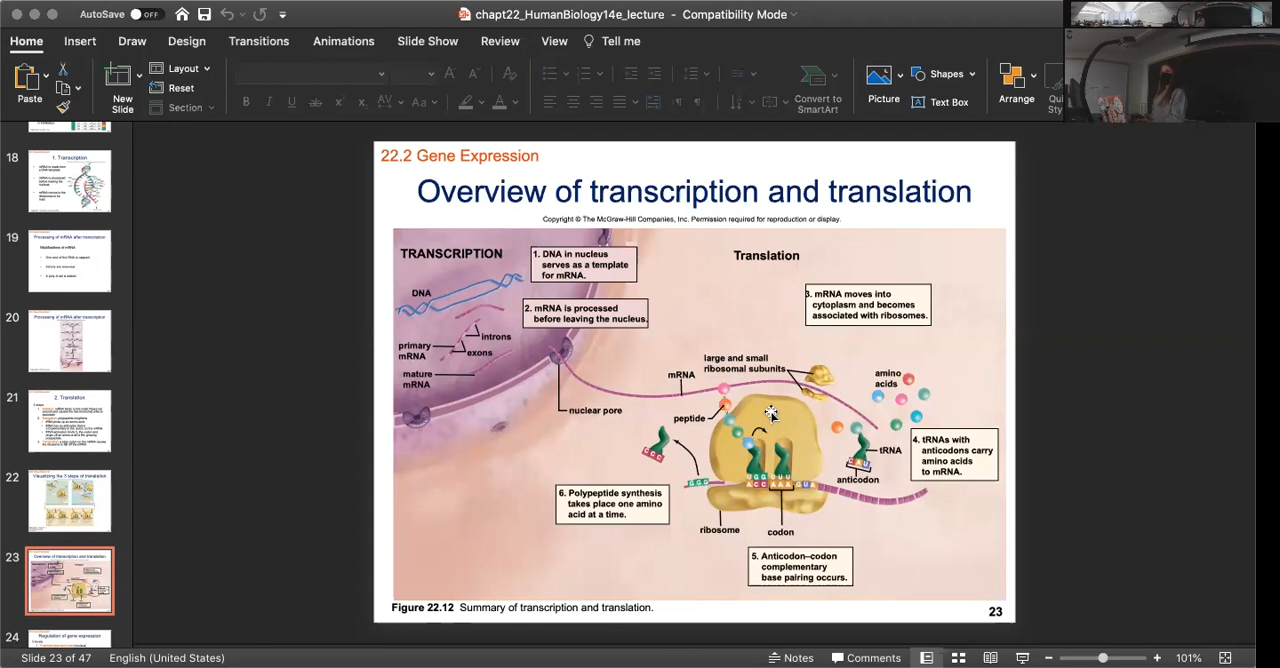 AutoSave OFF
chapt22_HumanBiology14e_lecture - Compatibility Mode
Home Insert Draw Design Transitions Animations Slide Show Review View Tell me
Paste
New
Slide
Layout
Reset
Section
Convert to
SmartArt
Picture
Shapes
Text Box
Arrange
Qui
Sty
18
1. Transcription
19
Processing of mRNA after transcription
20
Processing of mRNA after transcription
21
2. Translation
22
Visualizing the 3 steps of translation
23
Overview of transcription and translation
24
Regulation of gene expression
22.2 Gene Expression
Overview of transcription and translation
Copyright © The McGraw-Hill Companies, Inc. Permission required for reproduction or display.
TRANSCRIPTION
1. DNA in nucleus
serves as a template
for mRNA.
Translation
DNA
2. mRNA is processed
before leaving the nucleus.
3. mRNA moves into
cytoplasm and becomes
associated with ribosomes.
introns
primary
mRNA
exons
mature
mRNA
large and small
ribosomal subunits
mRNA
amino
acids
nuclear pore
peptide
4. tRNAs with
anticodons carry
amino acids
to mRNA.
tRNA
C C C
C A U
anticodon
G G G
U G G U U U
A C C A A A G U A
6. Polypeptide synthesis
takes place one amino
acid at a time.
ribosome
codon
5. Anticodon–codon
complementary
base pairing occurs.
Figure 22.12 Summary of transcription and translation.
23
Slide 23 of 47
English (United States)
Notes
Comments
101%